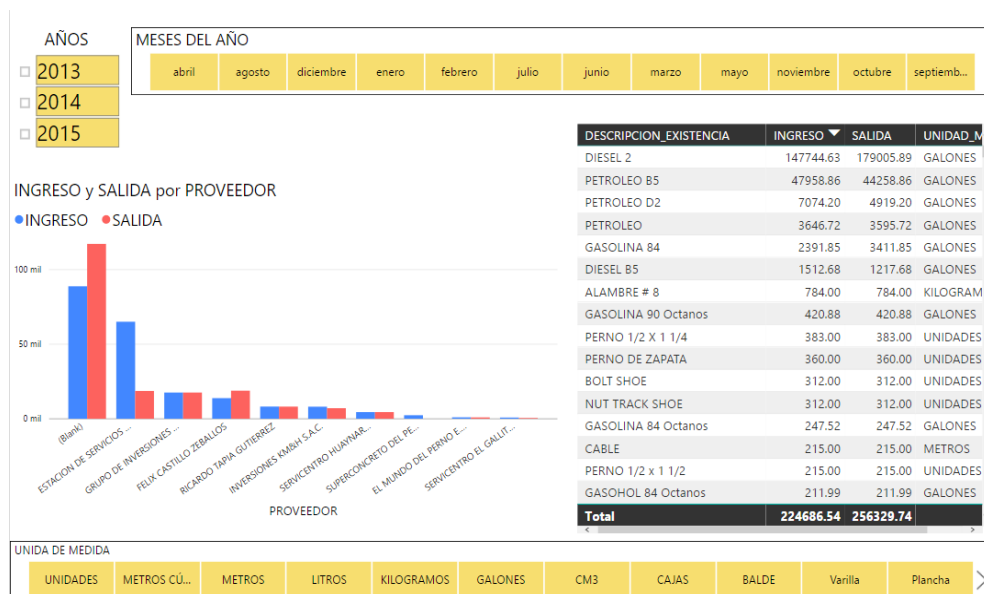 AÑOS
2013
2014
2015
MESES DEL AÑO
abril agosto diciembre enero febrero julio junio marzo mayo noviembre octubre septiemb...
INGRESO y SALIDA por PROVEEDOR
INGRESO SALIDA
100 mil
50 mil
0 mil
(Blank)
ESTACION DE SERVICIOS ...
GRUPO DE INVERSIONES ...
FELIX CASTILLO ZEBALLOS
RICARDO TAPIA GUTIERREZ
INVERSIONES KM&H S.A.C.
SERVICENTRO HUAYNAR...
SUPERCONCRETO DEL PE...
EL MUNDO DEL PERNO E...
SERVICENTRO EL GALLIT...
PROVEEDOR
DESCRIPCION_EXISTENCIA INGRESO SALIDA UNIDAD_M
DIESEL 2 147744.63 179005.89 GALONES
PETROLEO B5 47958.86 44258.86 GALONES
PETROLEO D2 7074.20 4919.20 GALONES
PETROLEO 3646.72 3595.72 GALONES
GASOLINA 84 2391.85 3411.85 GALONES
DIESEL B5 1512.68 1217.68 GALONES
ALAMBRE # 8 784.00 784.00 KILOGRAM
GASOLINA 90 Octanos 420.88 420.88 GALONES
PERNO 1/2 X 1 1/4 383.00 383.00 UNIDADES
PERNO DE ZAPATA 360.00 360.00 UNIDADES
BOLT SHOE 312.00 312.00 UNIDADES
NUT TRACK SHOE 312.00 312.00 UNIDADES
GASOLINA 84 Octanos 247.52 247.52 GALONES
CABLE 215.00 215.00 METROS
PERNO 1/2 x 1 1/2 215.00 215.00 UNIDADES
GASOHOL 84 Octanos 211.99 211.99 GALONES
Total 224686.54 256329.74
UNIDA DE MEDIDA
UNIDADES METROS CÚ... METROS LITROS KILOGRAMOS GALONES CM3 CAJAS BALDE Varilla Plancha